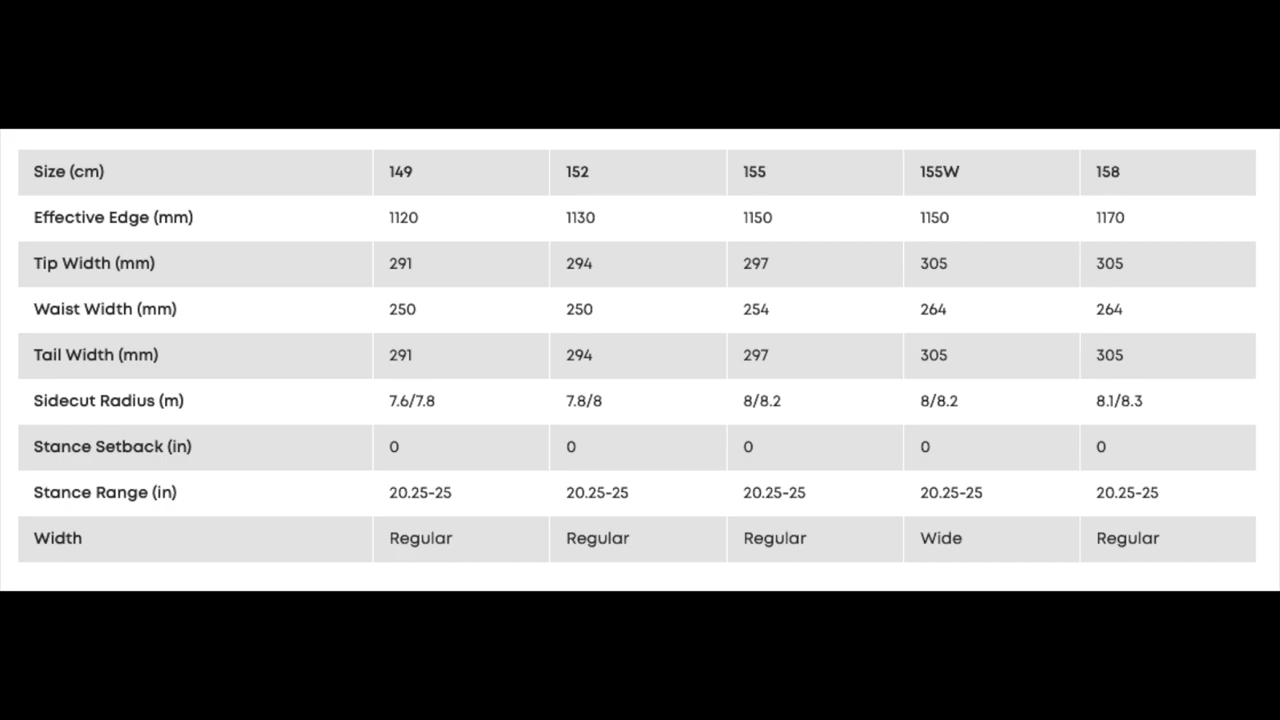 Size (cm) 149 152 155 155W 158
Effective Edge (mm) 1120 1130 1150 1150 1170
Tip Width (mm) 291 294 297 305 305
Waist Width (mm) 250 250 254 264 264
Tail Width (mm) 291 294 297 305 305
Sidecut Radius (m) 7.6/7.8 7.8/8 8/8.2 8/8.2 8.1/8.3
Stance Setback (in) 0 0 0 0 0
Stance Range (in) 20.25-25 20.25-25 20.25-25 20.25-25 20.25-25
Width Regular Regular Regular Wide Regular